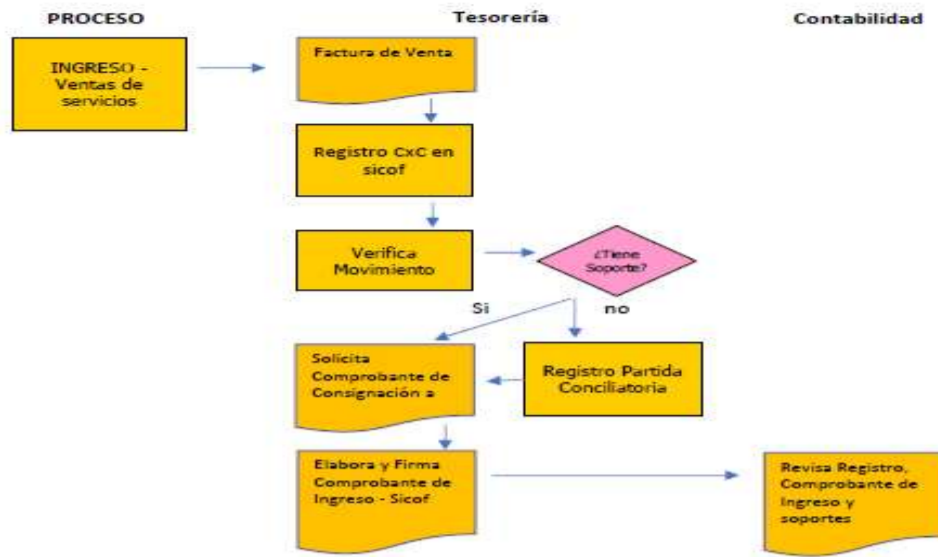 PROCESO
Tesorería
Contabilidad
INGRESO -
Ventas de
servicios
Factura de Venta
Registro CxC en
sicof
Verifica
Movimiento
¿Tiene
Soporte?
Si
no
Solicita
Comprobante de
Consignación a
Registro Partida
Conciliatoria
Elabora y Firma
Comprobante de
Ingreso - Sicof
Revisa Registro,
Comprobante de
Ingreso y
soportes